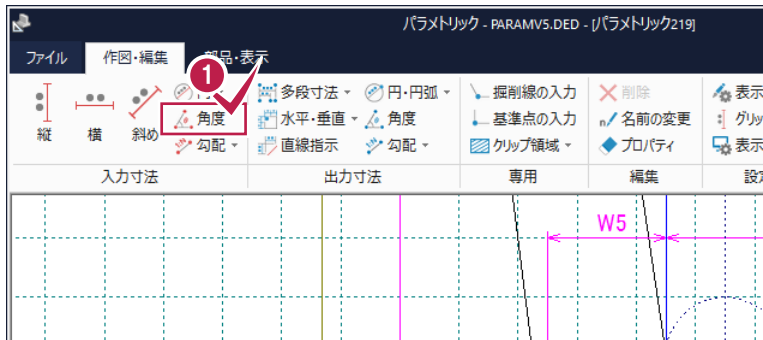 パラメトリック - PARAMV5.DED - [パラメトリック219]
ファイル 作図・編集 部品・表示
1
縦 横 斜め
角度
勾配
入力寸法
多段寸法 円・円弧
水平・垂直 角度
直線指示 勾配
出力寸法
掘削線の入力
基準点の入力
クリップ領域
専用
削除
名前の変更
プロパティ
編集
表示
グリッ
表示
設定
W5